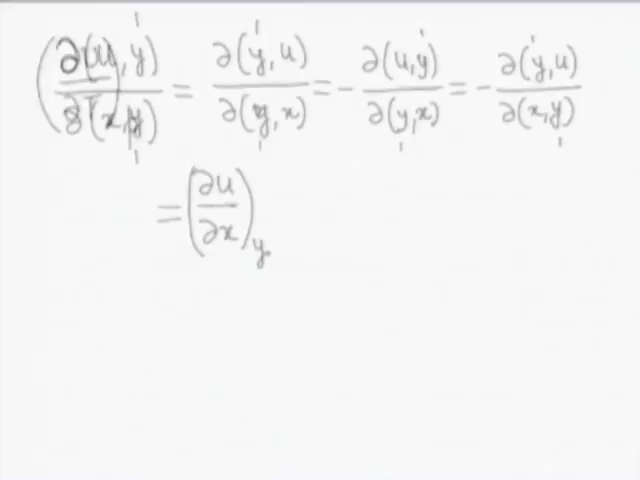 ∂(u,y)/∂(x,y) = ∂(y,u)/∂(y,x) = - ∂(u,y)/∂(y,x) = - ∂(y,u)/∂(x,y)
= (∂u/∂x)_y